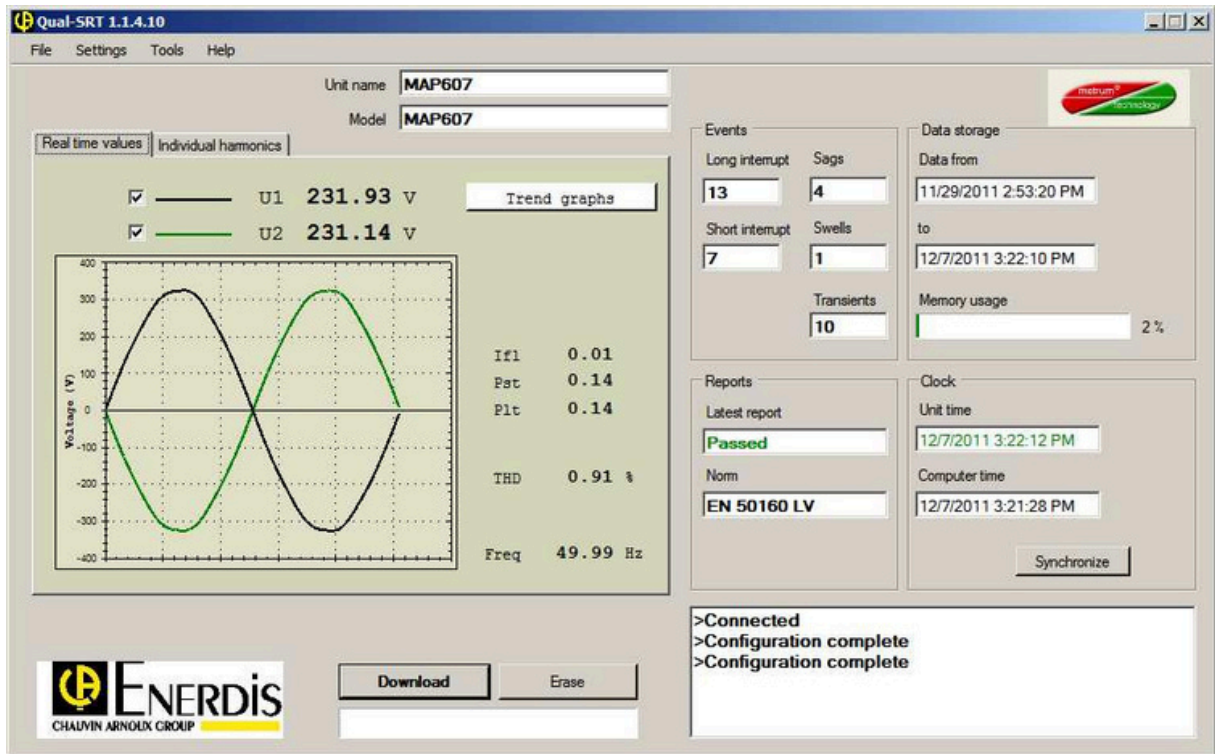 Qual-SRT 1.1.4.10
File Settings Tools Help
Unit name MAP607
Model MAP607
metrum®
technology
Real time values Individual harmonics
U1 231.93 V
U2 231.14 V
Trend graphs
400
300
200
100
0
-100
-200
-300
-400
Voltage (V)
Ifl 0.01
Pst 0.14
Plt 0.14
THD 0.91 %
Freq 49.99 Hz
Events
Long interrupt Sags
13 4
Short interrupt Swells
7 1
Transients
10
Data storage
Data from
11/29/2011 2:53:20 PM
to
12/7/2011 3:22:10 PM
Memory usage
2 %
Reports
Latest report
Passed
Norm
EN 50160 LV
Clock
Unit time
12/7/2011 3:22:12 PM
Computer time
12/7/2011 3:21:28 PM
Synchronize
>Connected
>Configuration complete
>Configuration complete
ENERDIS
CHAUVIN ARNOUX GROUP
Download Erase